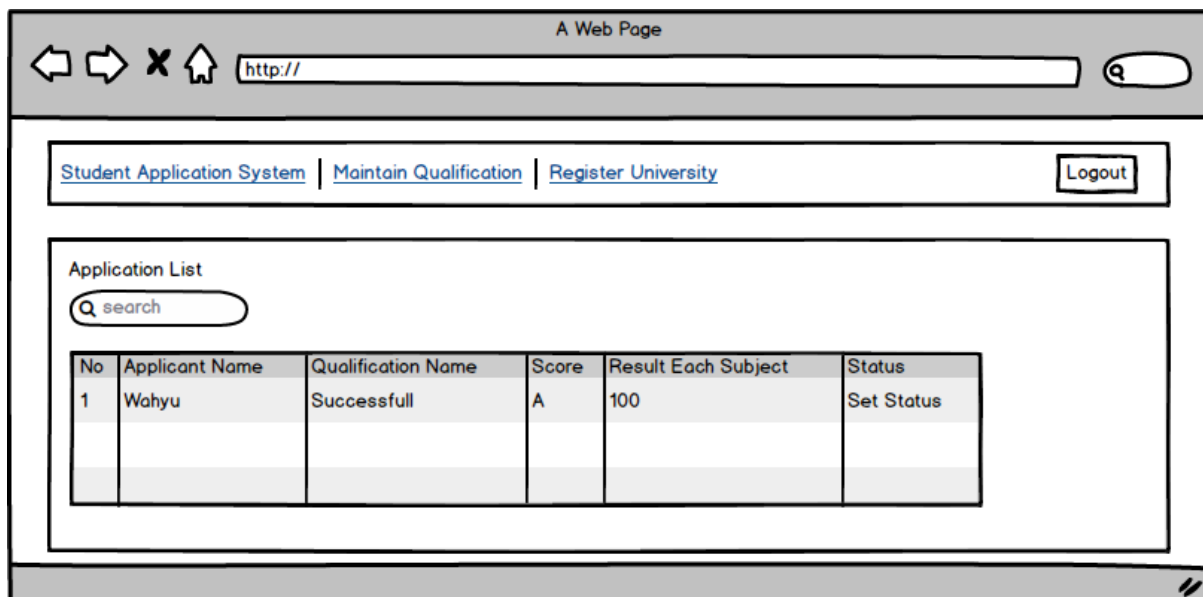 A Web Page
http://
Student Application System Maintain Qualification Register University Logout
Application List
search
No Applicant Name Qualification Name Score Result Each Subject Status
1 Wahyu Successfull A 100 Set Status